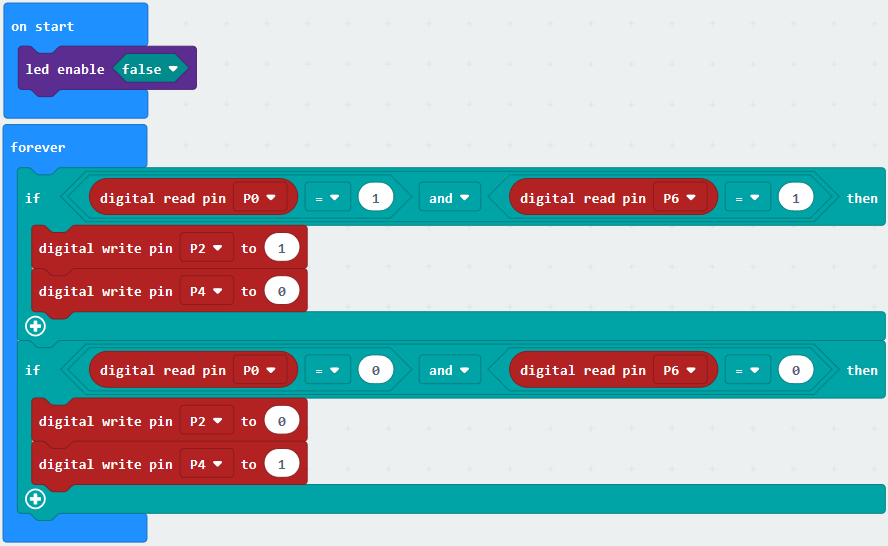 on start
led enable false
forever
if digital read pin P0 = 1 and digital read pin P6 = 1 then
digital write pin P2 to 1
digital write pin P4 to 0
if digital read pin P0 = 0 and digital read pin P6 = 0 then
digital write pin P2 to 0
digital write pin P4 to 1